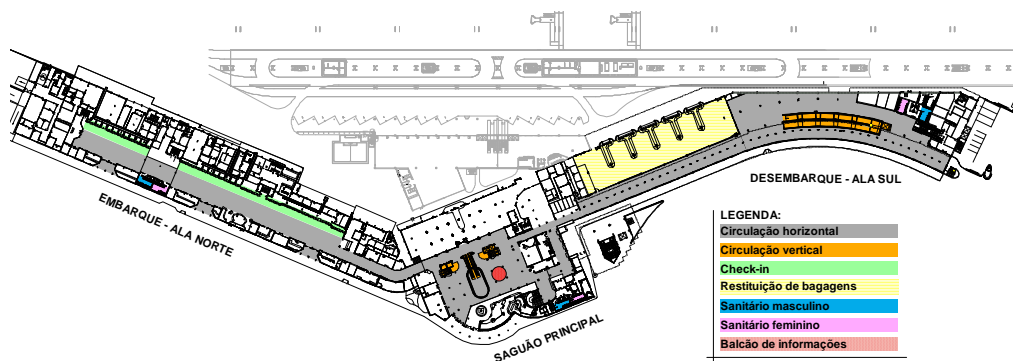 EMBARQUE - ALA NORTE
SAGUÃO PRINCIPAL
DESEMBARQUE - ALA SUL
LEGENDA:
Circulação horizontal
Circulação vertical
Check-in
Restituição de bagagens
Sanitário masculino
Sanitário feminino
Balcão de informações